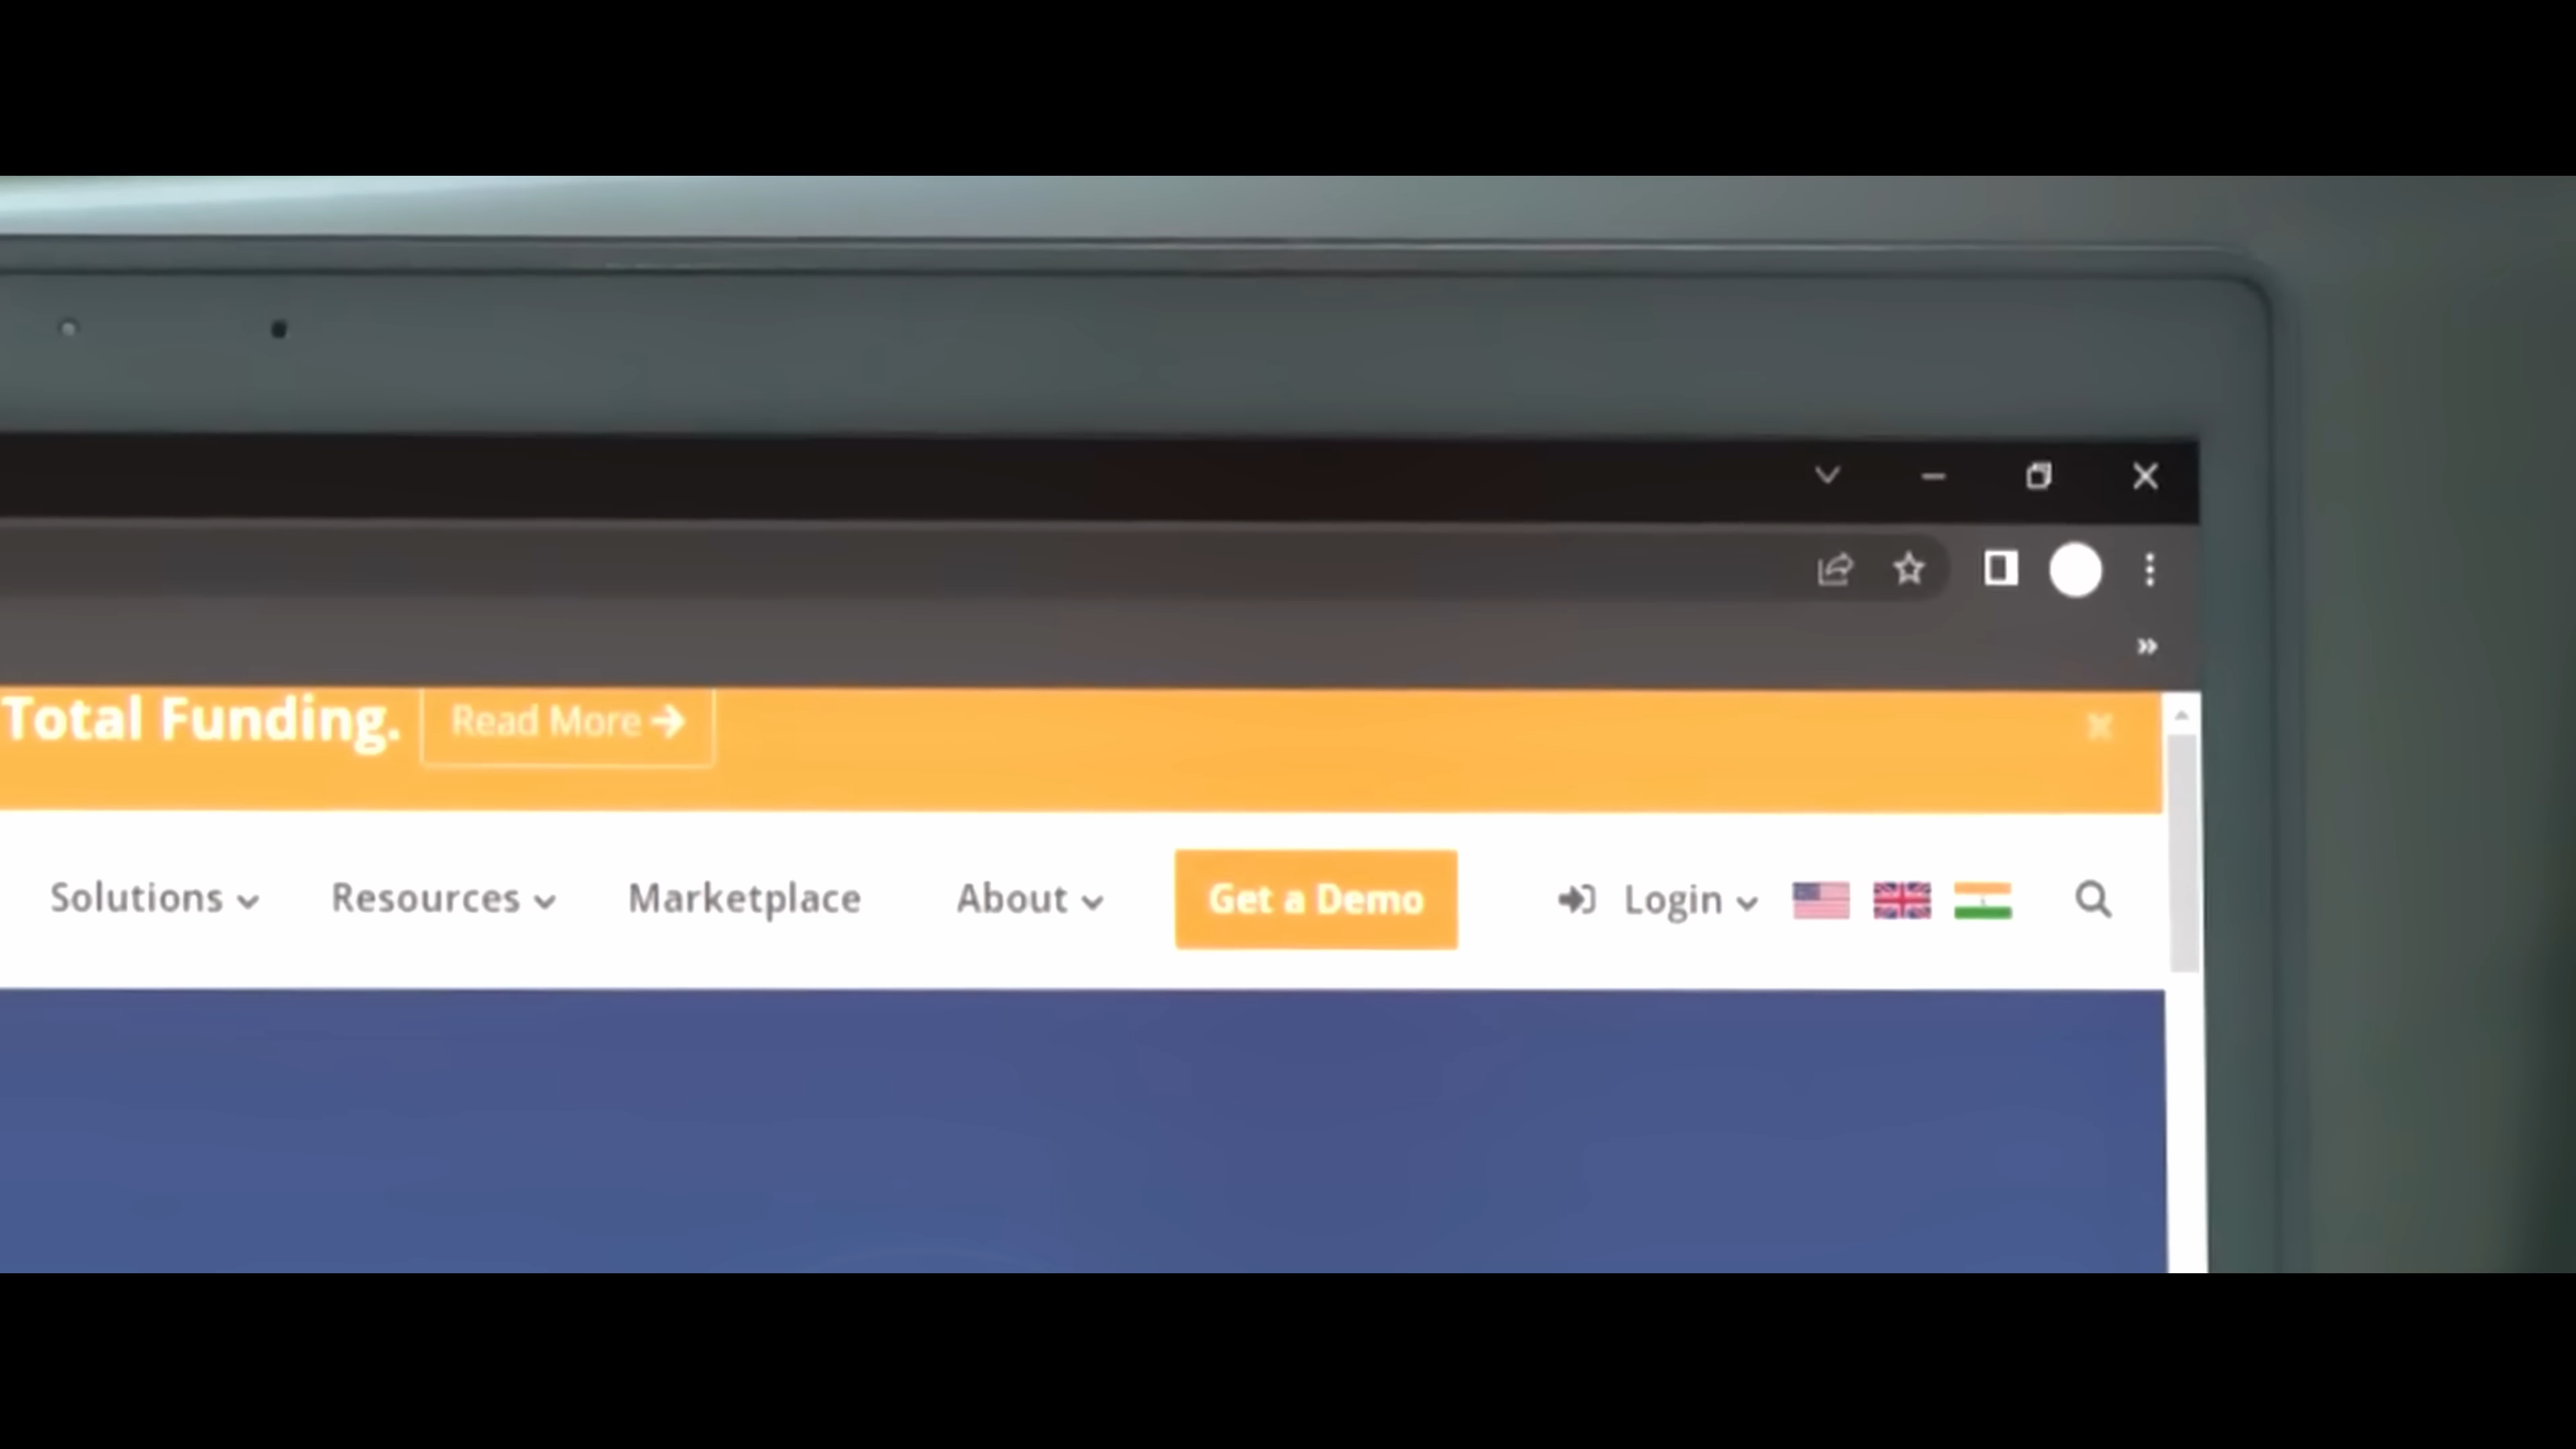 Total Funding. Read More
Solutions Resources Marketplace About Get a Demo Login